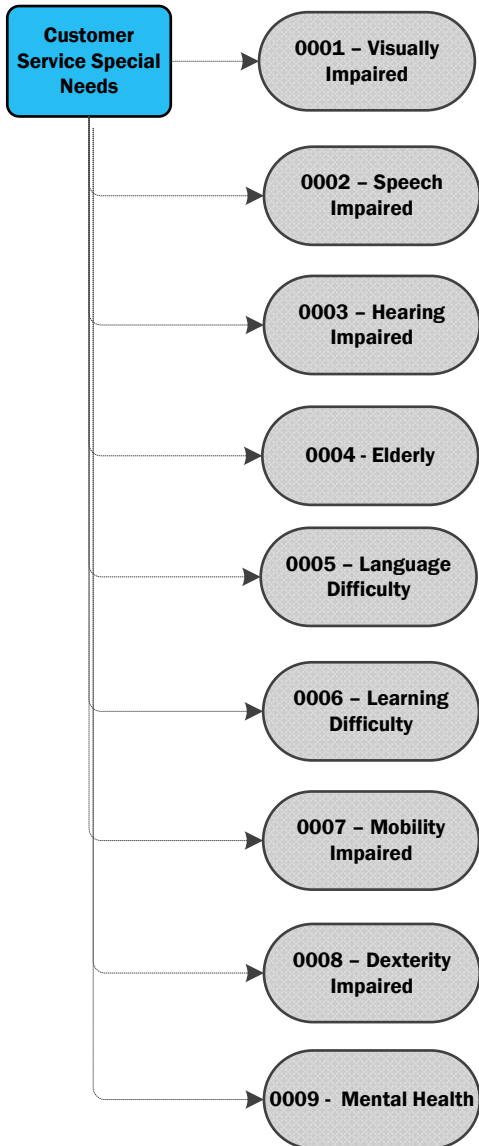 Customer
Service Special
Needs
0001 – Visually
Impaired
0002 – Speech
Impaired
0003 – Hearing
Impaired
0004 - Elderly
0005 – Language
Difficulty
0006 – Learning
Difficulty
0007 – Mobility
Impaired
0008 – Dexterity
Impaired
0009 -  Mental Health